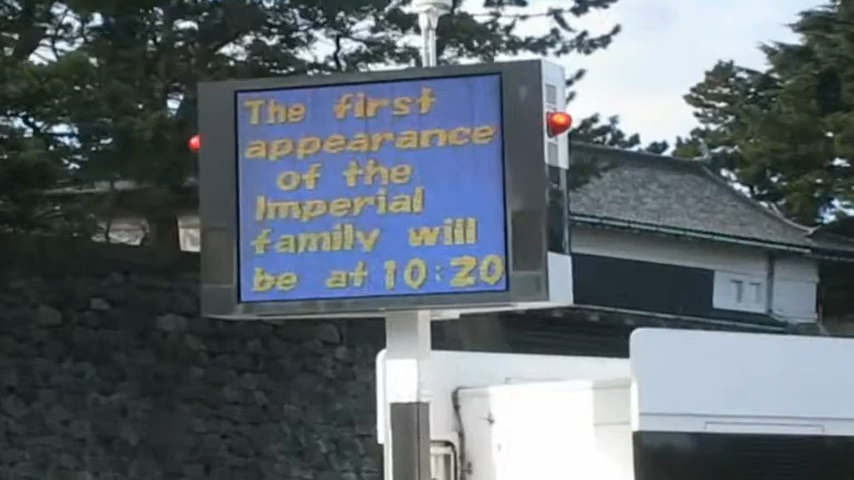 The first
appearance
of the
Imperial
family will
be at 10:20